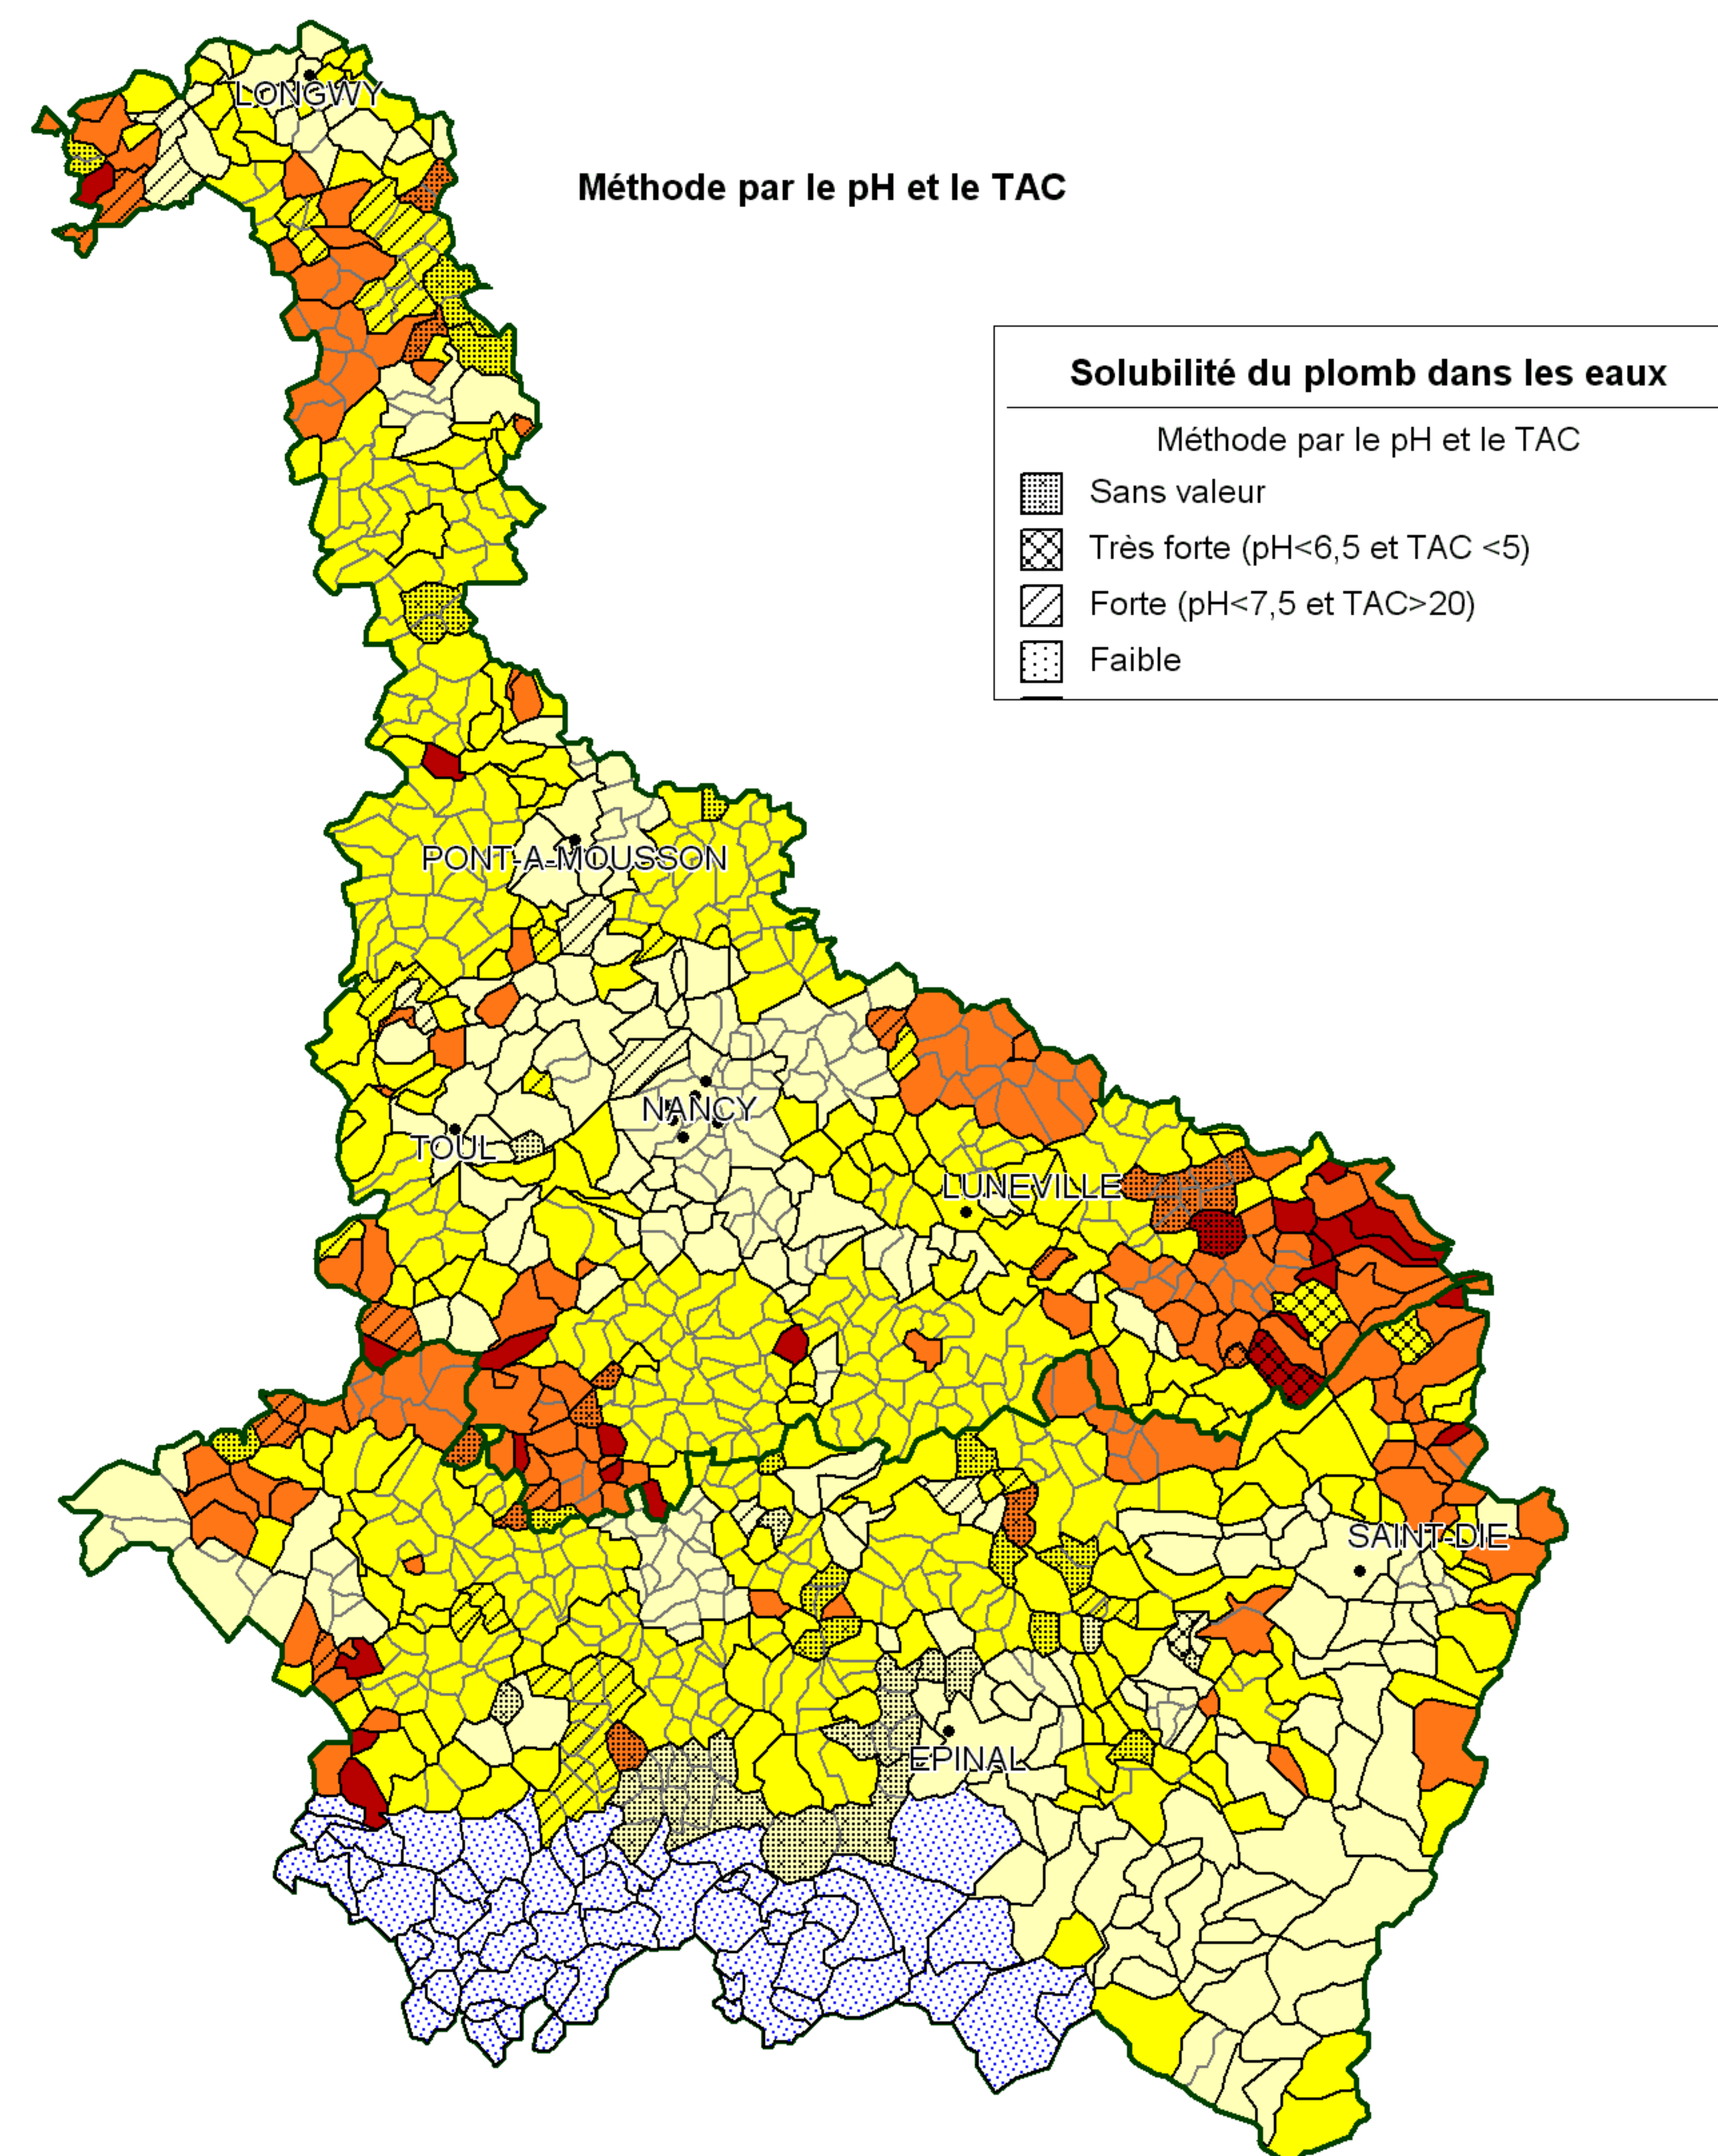 LONGWY
Méthode par le pH et le TAC
Solubilité du plomb dans les eaux
Méthode par le pH et le TAC
Sans valeur
Très forte (pH<6,5 et TAC <5)
Forte (pH<7,5 et TAC>20)
Faible
PONT-A-MOUSSON
NANCY
TOUL
LUNEVILLE
SAINT-DIE
EPINAL